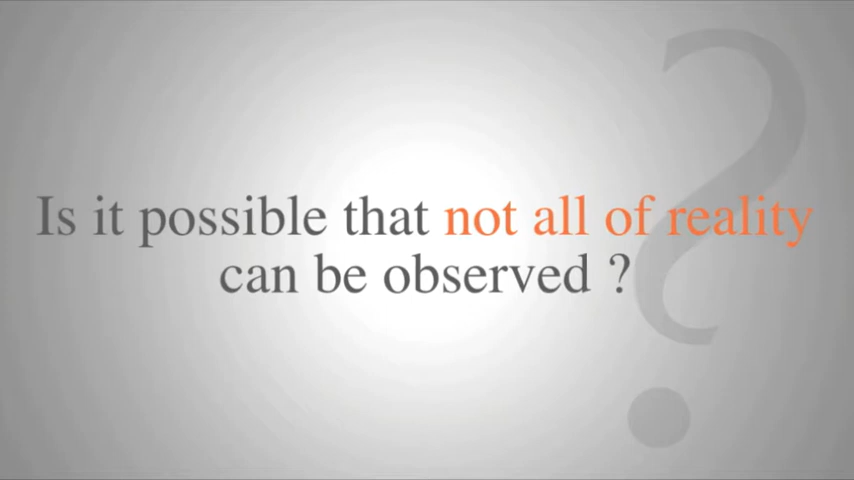 Is it possible that not all of reality
can be observed ?
?